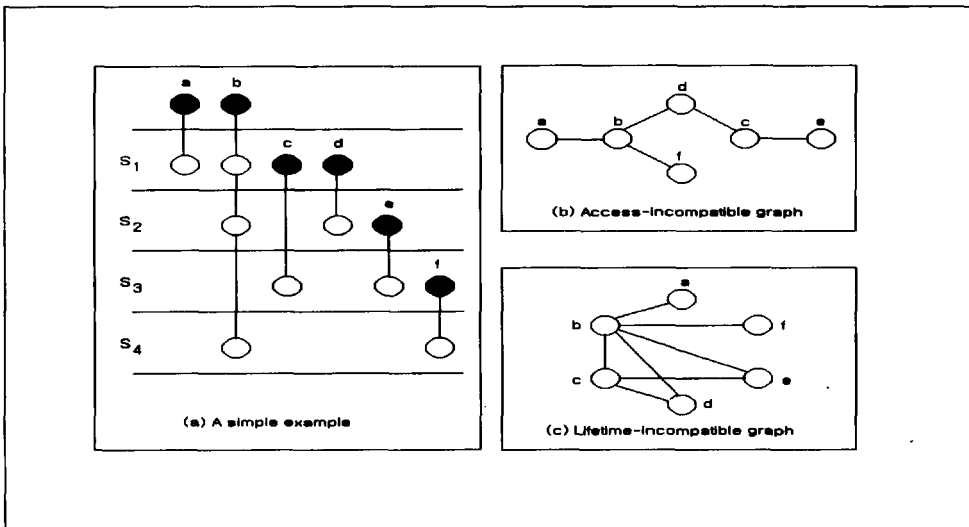 a b
S1 c d
S2 e
S3 f
S4
(a) A simple example
d
a b c e
f
(b) Access-incompatible graph
a
b f
c e
d
(c) Lifetime-incompatible graph